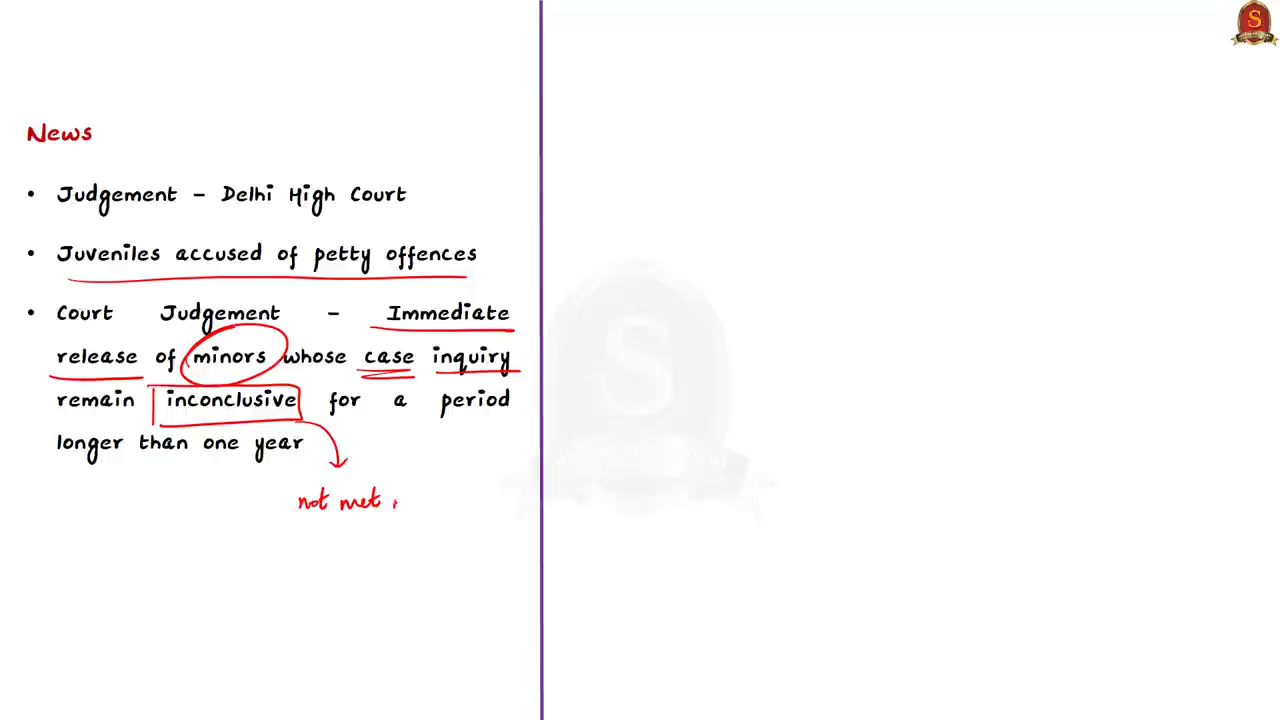 News
• Judgement - Delhi High Court
• Juveniles accused of petty offences
• Court Judgement - Immediate
release of minors whose case inquiry
remain inconclusive for a period
longer than one year
not met
S
S